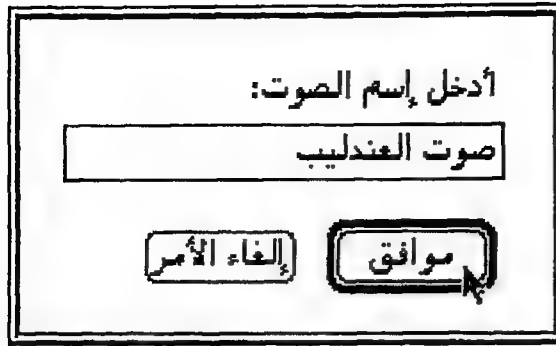 أدخل إسم الصوت:
صوت العندليب
موافق
إلغاء الأمر